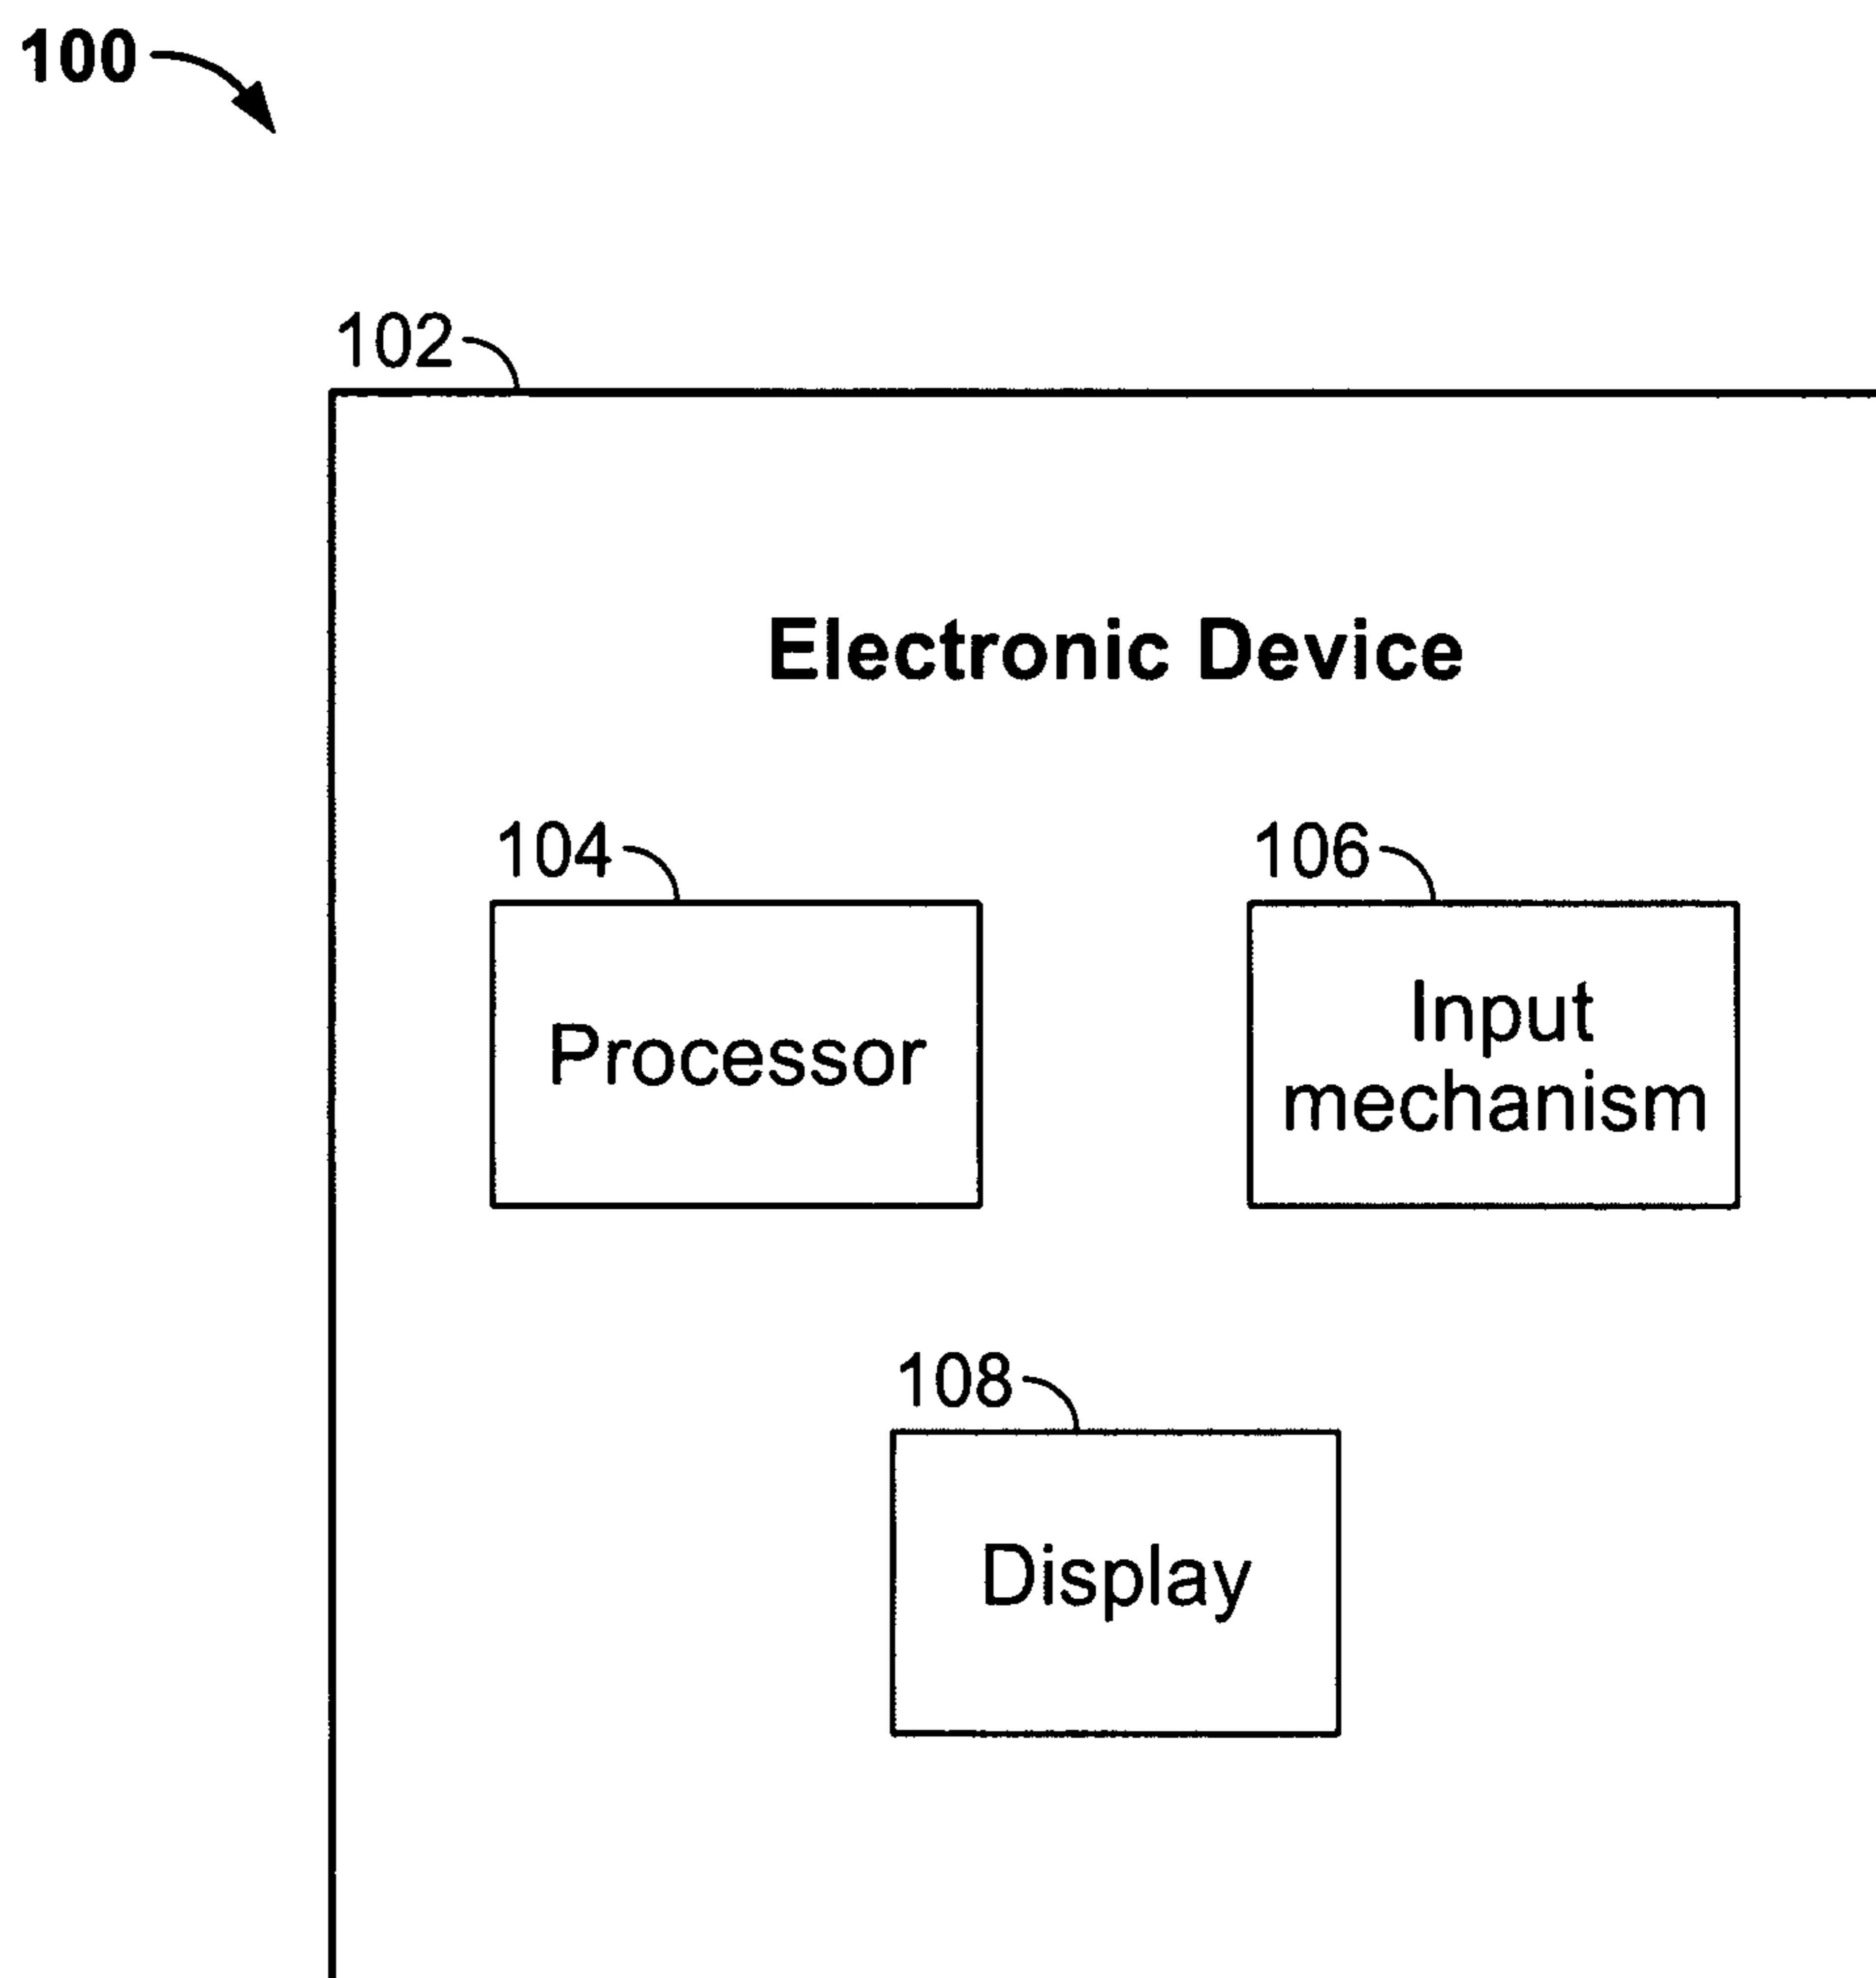 100
102
Electronic Device
104
106
Processor
Input
mechanism
108
Display